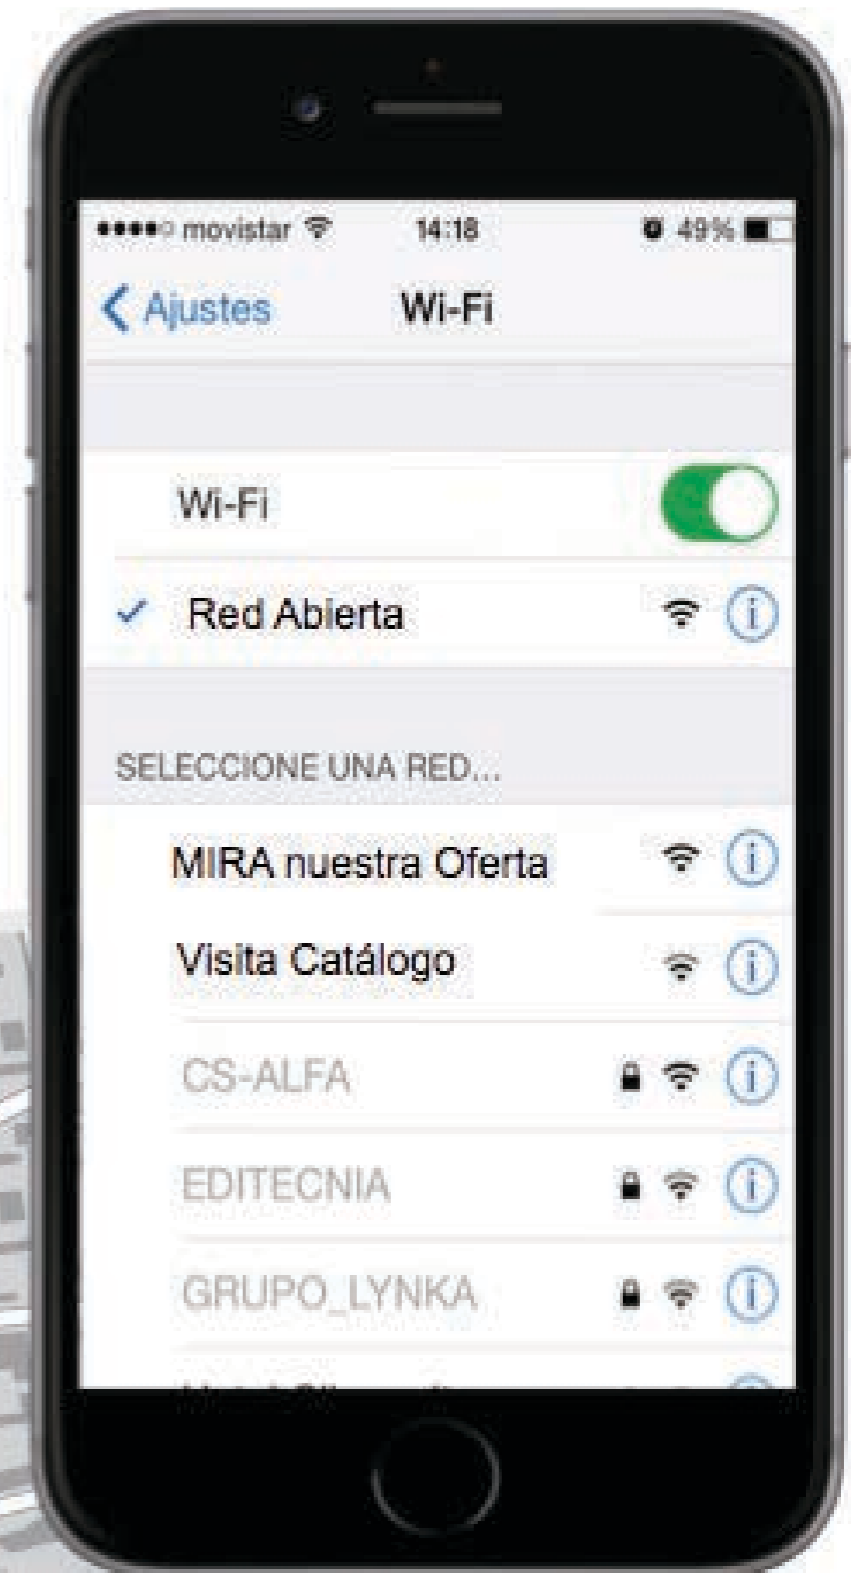 movistar 14:18 49%
Ajustes Wi-Fi
Wi-Fi
Red Abierta
SELECCIONE UNA RED...
MIRA nuestra Oferta
Visita Catálogo
CS-ALFA
EDITECNIA
GRUPO_LYNKA